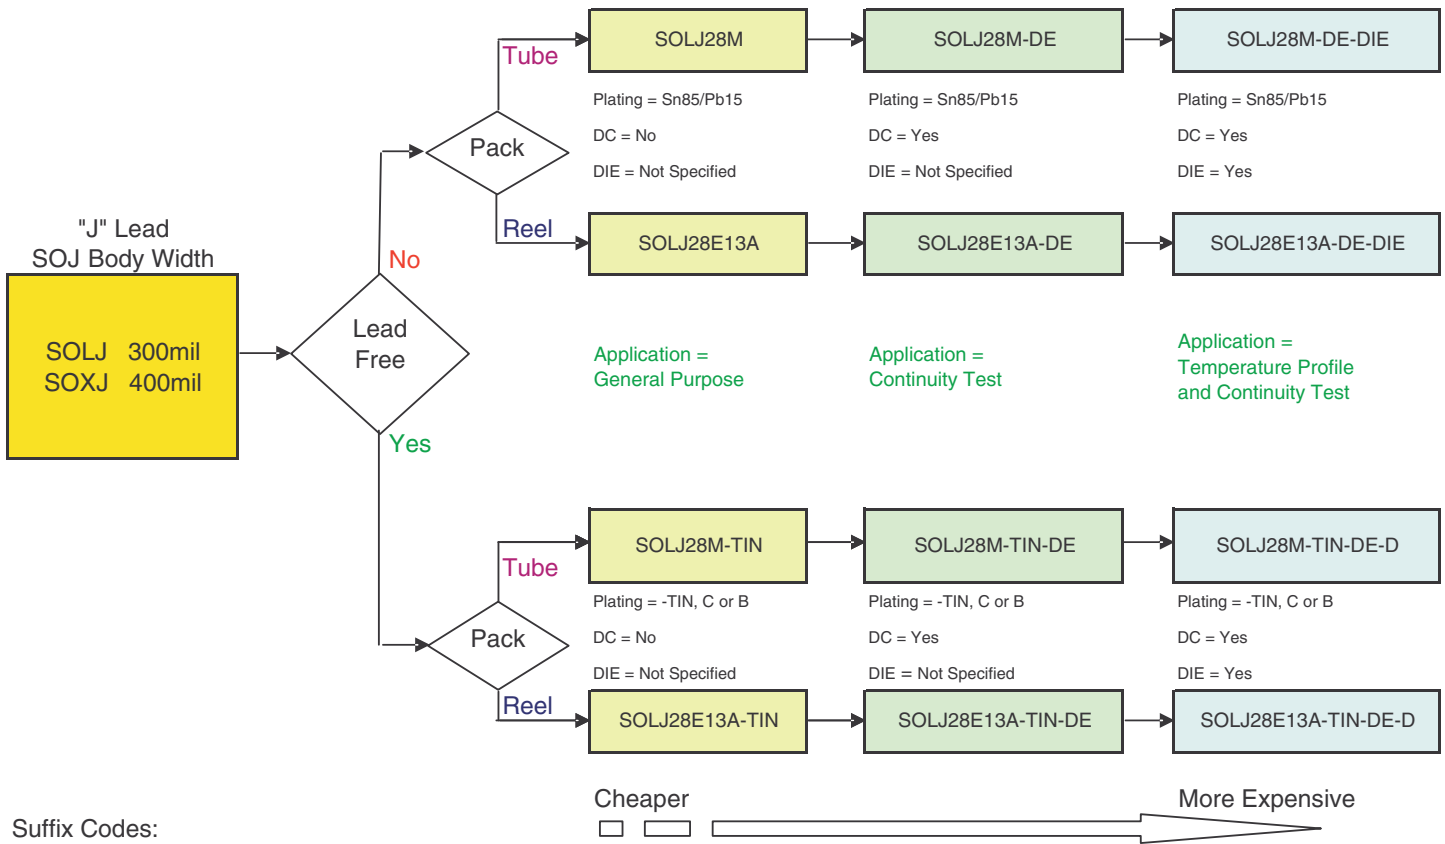 "J" Lead
SOJ Body Width
SOLJ 300mil
SOXJ 400mil
Lead
Free
No
Yes
Pack
Tube
Reel
SOLJ28M
SOLJ28M-DE
SOLJ28M-DE-DIE
Plating = Sn85/Pb15
Plating = Sn85/Pb15
Plating = Sn85/Pb15
DC = No
DC = Yes
DC = Yes
DIE = Not Specified
DIE = Not Specified
DIE = Yes
SOLJ28E13A
SOLJ28E13A-DE
SOLJ28E13A-DE-DIE
Application =
General Purpose
Application =
Continuity Test
Application =
Temperature Profile
and Continuity Test
Pack
Tube
Reel
SOLJ28M-TIN
SOLJ28M-TIN-DE
SOLJ28M-TIN-DE-D
Plating = -TIN, C or B
Plating = -TIN, C or B
Plating = -TIN, C or B
DC = No
DC = Yes
DC = Yes
DIE = Not Specified
DIE = Not Specified
DIE = Yes
SOLJ28E13A-TIN
SOLJ28E13A-TIN-DE
SOLJ28E13A-TIN-DE-D
Cheaper
More Expensive
Suffix Codes: